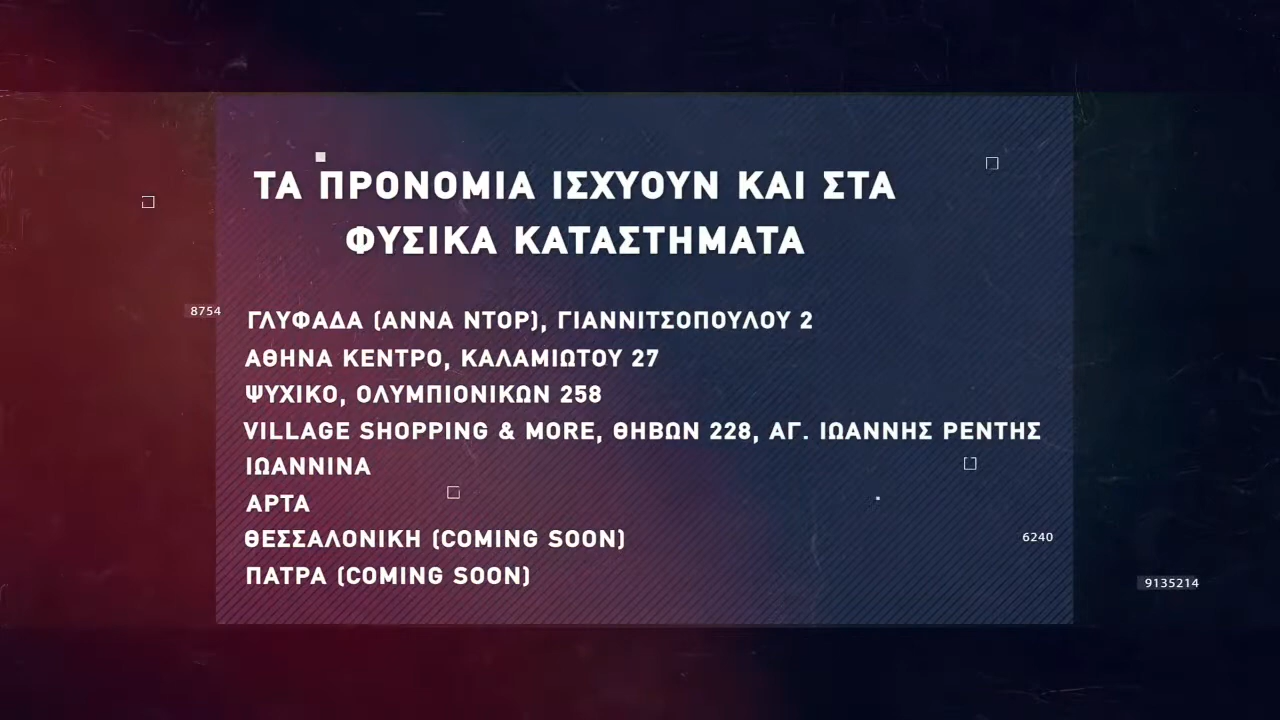 ΤΑ ΠΡΟΝΟΜΙΑ ΙΣΧΥΟΥΝ ΚΑΙ ΣΤΑ
ΦΥΣΙΚΑ ΚΑΤΑΣΤΗΜΑΤΑ
8754
ΓΛΥΦΑΔΑ (ΑΝΝΑ ΝΤΟΡ), ΓΙΑΝΝΙΤΣΟΠΟΥΛΟΥ 2
ΑΘΗΝΑ ΚΕΝΤΡΟ, ΚΑΛΑΜΙΩΤΟΥ 27
ΨΥΧΙΚΟ, ΟΛΥΜΠΙΟΝΙΚΩΝ 258
VILLAGE SHOPPING & MORE, ΘΗΒΩΝ 228, ΑΓ. ΙΩΑΝΝΗΣ ΡΕΝΤΗΣ
ΙΩΑΝΝΙΝΑ
ΑΡΤΑ
ΘΕΣΣΑΛΟΝΙΚΗ (COMING SOON)
6240
ΠΑΤΡΑ (COMING SOON)
9135214